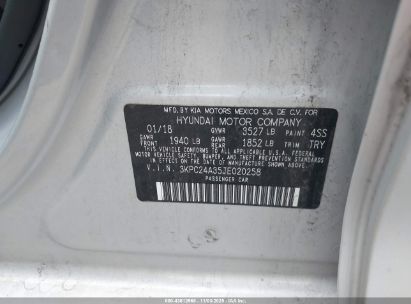 MFD.BY KIA MOTORS MEXICO S.A DE C.V. FOR
HYUNDAI MOTOR COMPANY
01/18 GVWR 3527 LB PAINT 4SS
GAWR FRONT 1940 LB GAWR REAR 1852 LB TRIM TRY
THIS VEHICLE CONFORMS TO ALL APPLICABLE U.S. FEDERAL
MOTOR VEHICLE SAFETY, BUMPER, AND THEFT PREVENTION STANDARDS
IN EFFECT ON THE DATE OF MANUFACTURE SHOWN ABOVE.
V.I.N. 3KPC24A35JE020258
PASSENGER CAR